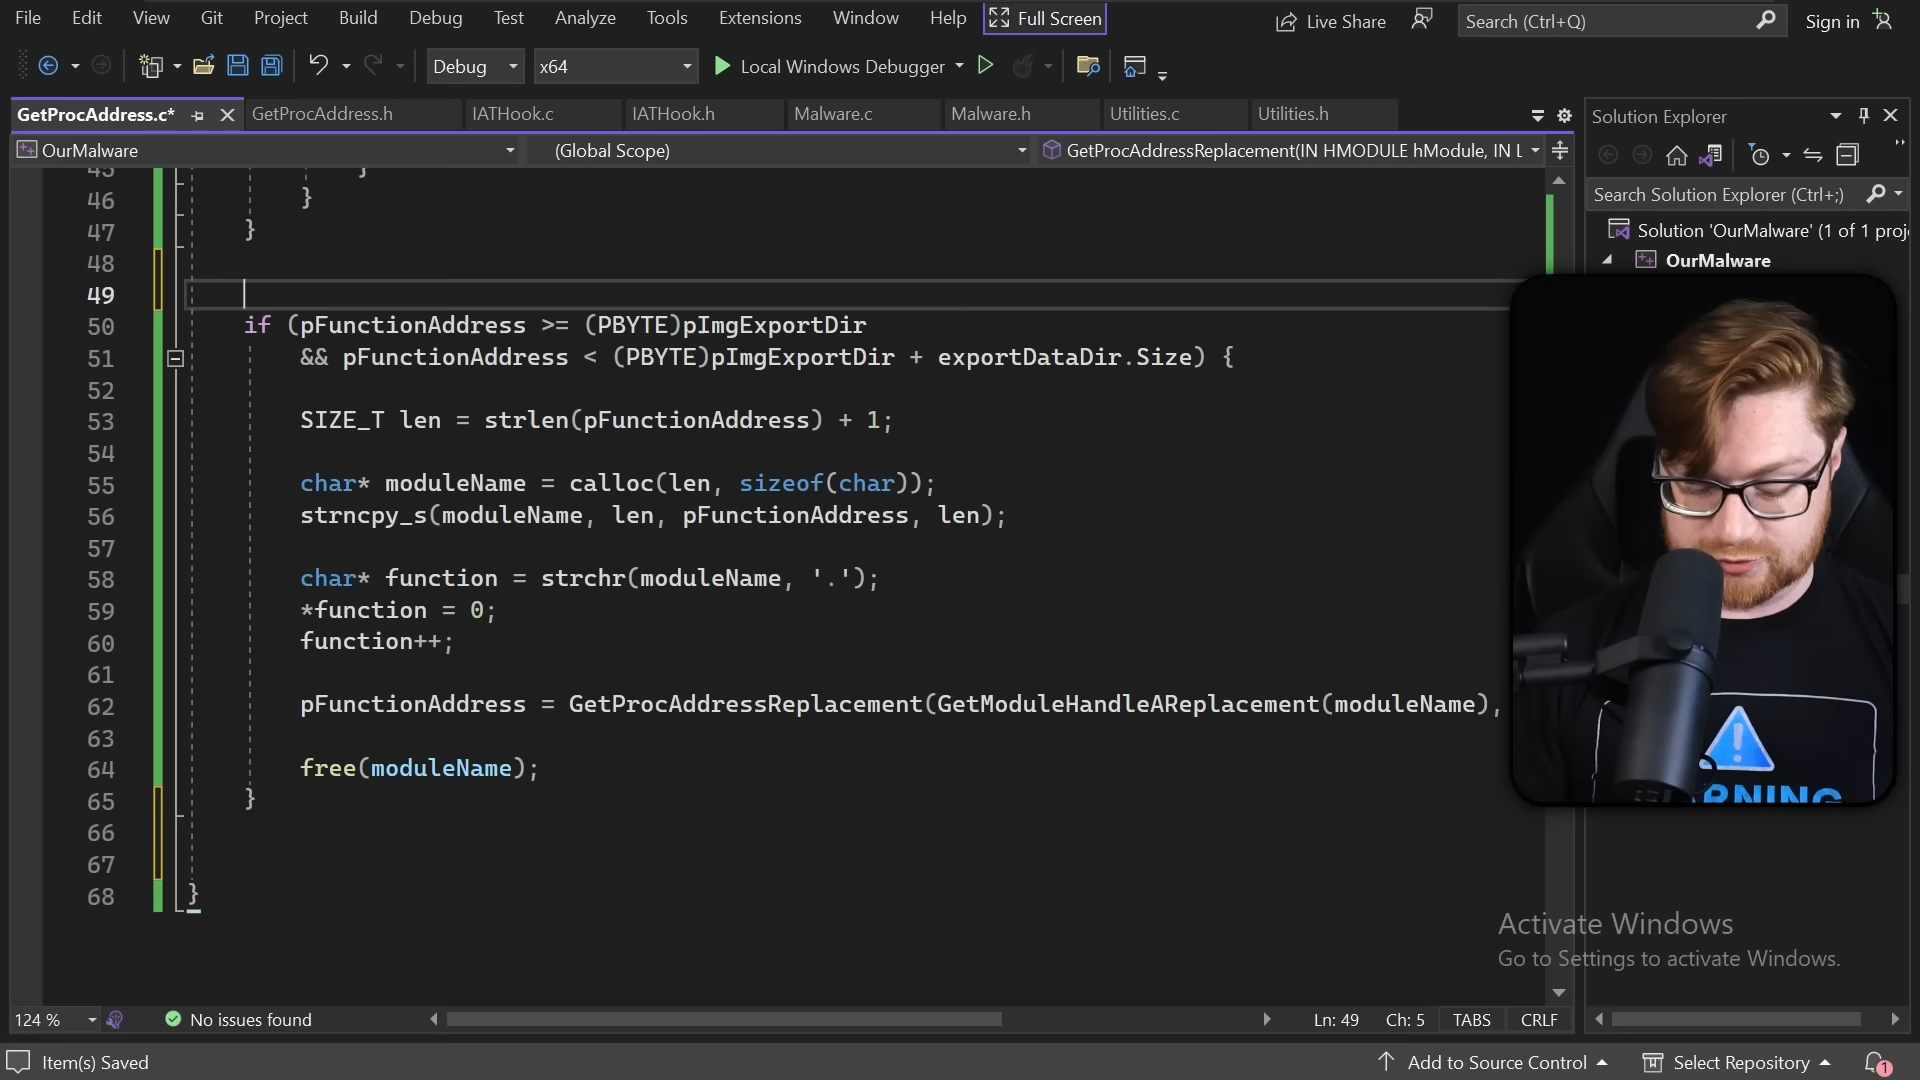 File Edit View Git Project Build Debug Test Analyze Tools Extensions Window Help Full Screen Live Share Search (Ctrl+Q) Sign in
Debug x64 Local Windows Debugger
GetProcAddress.c* GetProcAddress.h IATHook.c IATHook.h Malware.c Malware.h Utilities.c Utilities.h Solution Explorer
OurMalware (Global Scope) GetProcAddressReplacement(IN HMODULE hModule, IN L
Search Solution Explorer (Ctrl+;)
Solution 'OurMalware' (1 of 1 proj
OurMalware
45 }
46 }
47 }
48
49
50 if (pFunctionAddress >= (PBYTE)pImgExportDir
51 && pFunctionAddress < (PBYTE)pImgExportDir + exportDataDir.Size) {
52
53 SIZE_T len = strlen(pFunctionAddress) + 1;
54
55 char* moduleName = calloc(len, sizeof(char));
56 strncpy_s(moduleName, len, pFunctionAddress, len);
57
58 char* function = strchr(moduleName, '.');
59 *function = 0;
60 function++;
61
62 pFunctionAddress = GetProcAddressReplacement(GetModuleHandleAReplacement(moduleName),
63
64 free(moduleName);
65 }
66
67
68 }
Activate Windows
Go to Settings to activate Windows.
124 % No issues found Ln: 49 Ch: 5 TABS CRLF
Item(s) Saved Add to Source Control Select Repository 1